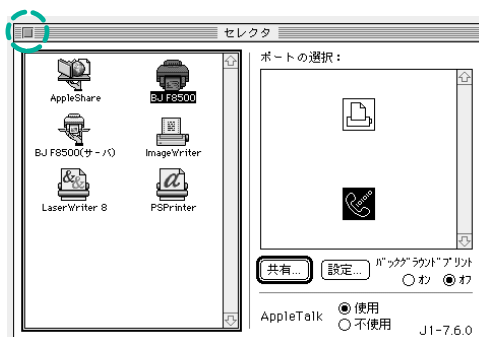 セレクタ
AppleShare
BJ F8500
BJ F8500(サーバ)
ImageWriter
LaserWriter 8
PSPrinter
ポートの選択：
共有...
設定...
バックグラウンドプリント
オン
オフ
AppleTalk
使用
不使用
J1-7.6.0